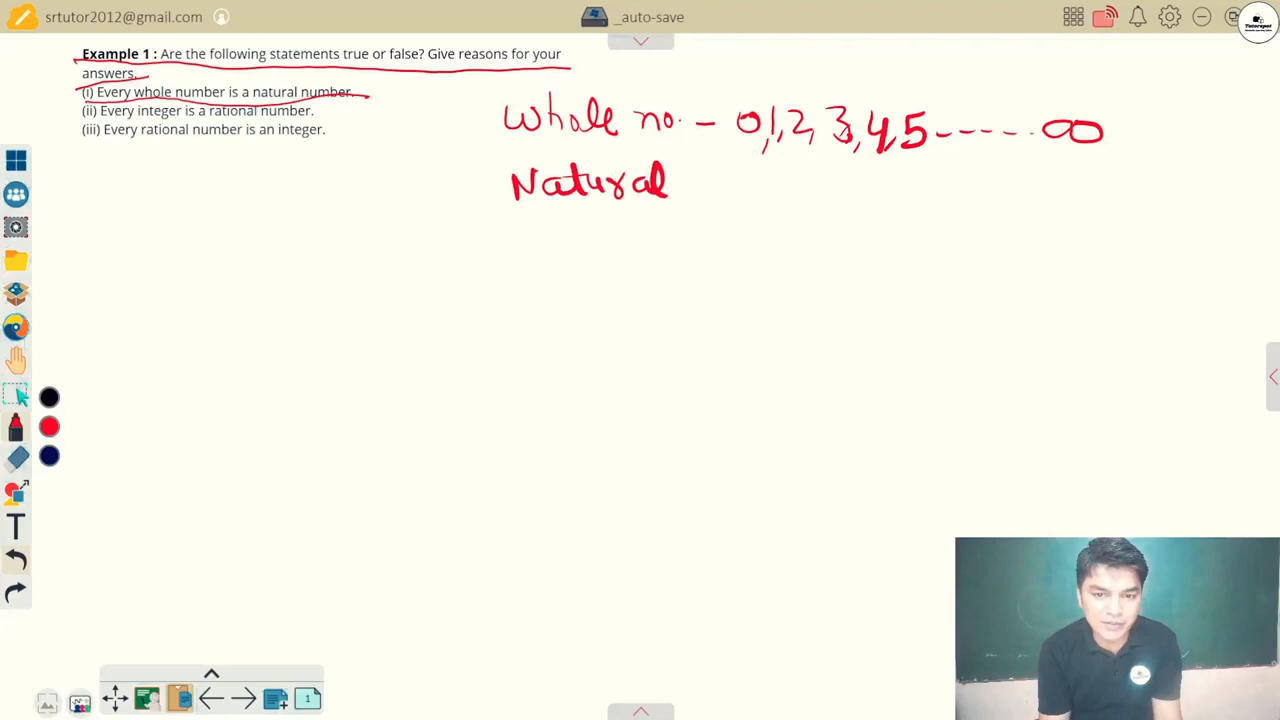 srtutor2012@gmail.com
_auto-save
Tutorspot
Example 1 : Are the following statements true or false? Give reasons for your
answers.
(i) Every whole number is a natural number.
(ii) Every integer is a rational number.
(iii) Every rational number is an integer.
Whole no. - 0,1,2,3,4,5------∞
Natural
T
1